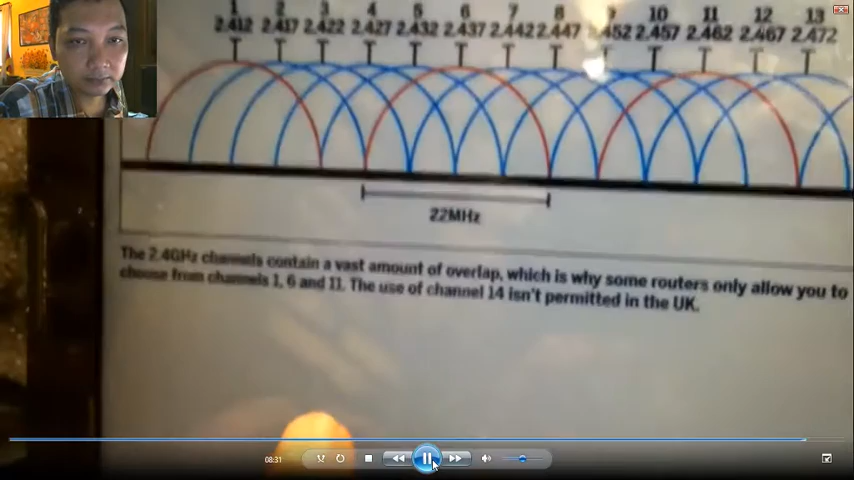 1 2 3 4 5 6 7 8 9 10 11 12 13
2.412 2.417 2.422 2.427 2.432 2.437 2.442 2.447 2.452 2.457 2.462 2.467 2.472
22MHz
The 2.4GHz channels contain a vast amount of overlap, which is why some routers only allow you to
choose from channels 1, 6 and 11. The use of channel 14 isn't permitted in the UK.
08:31